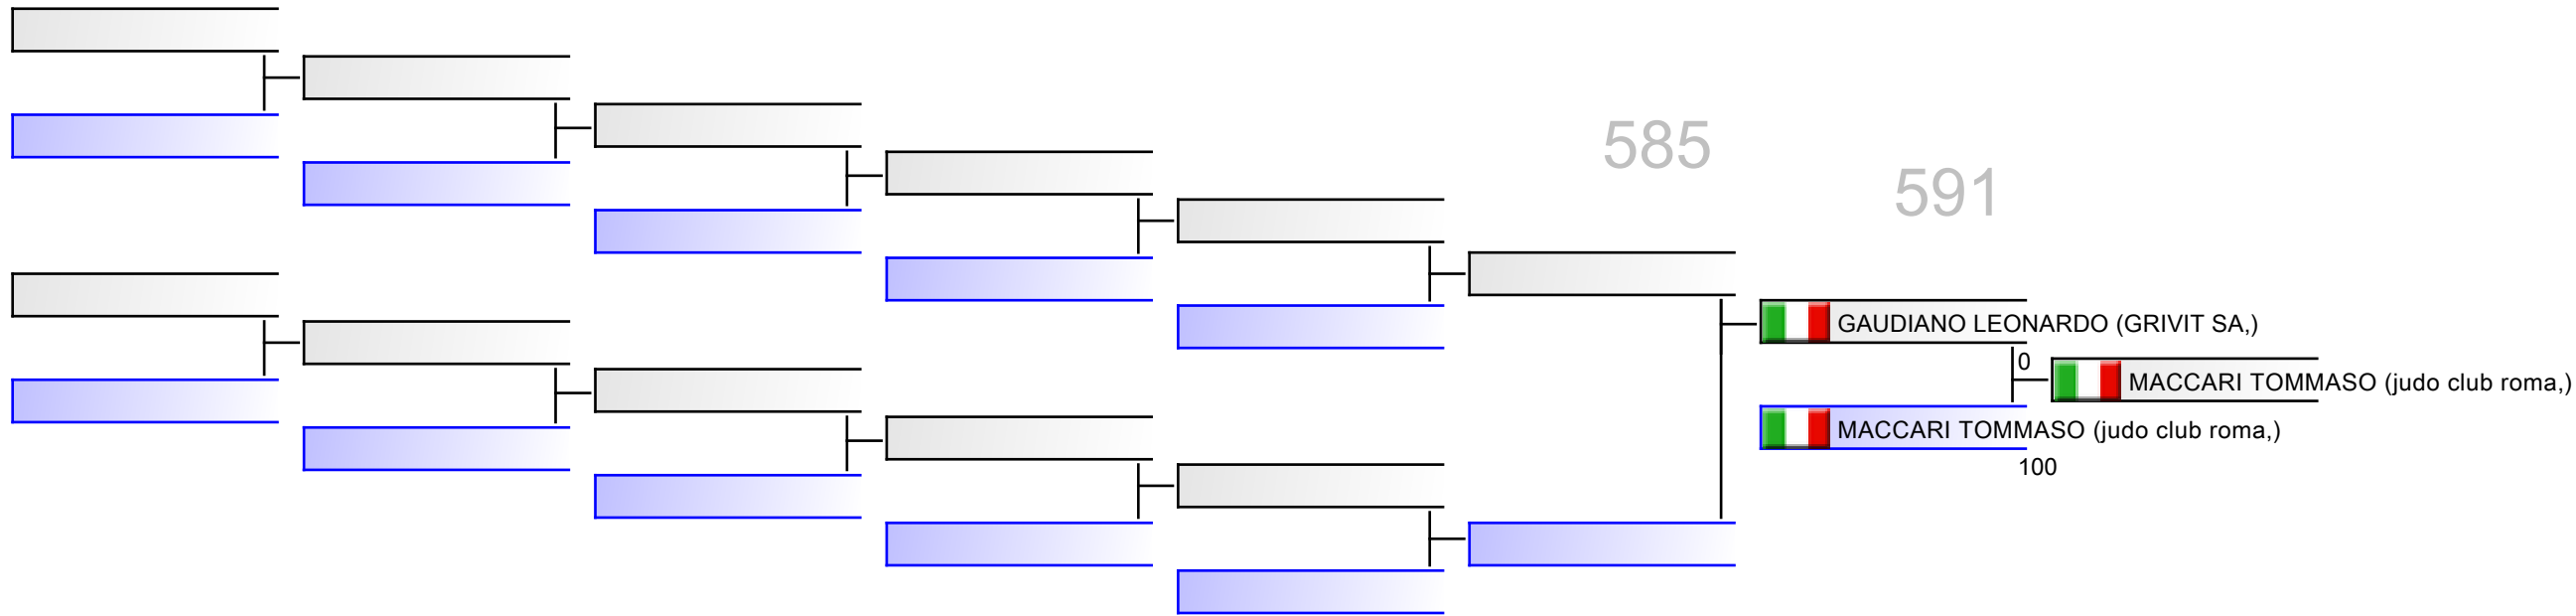 585
591
GAUDIANO LEONARDO (GRIVIT SA,)
0
MACCARI TOMMASO (judo club roma,)
MACCARI TOMMASO (judo club roma,)
100